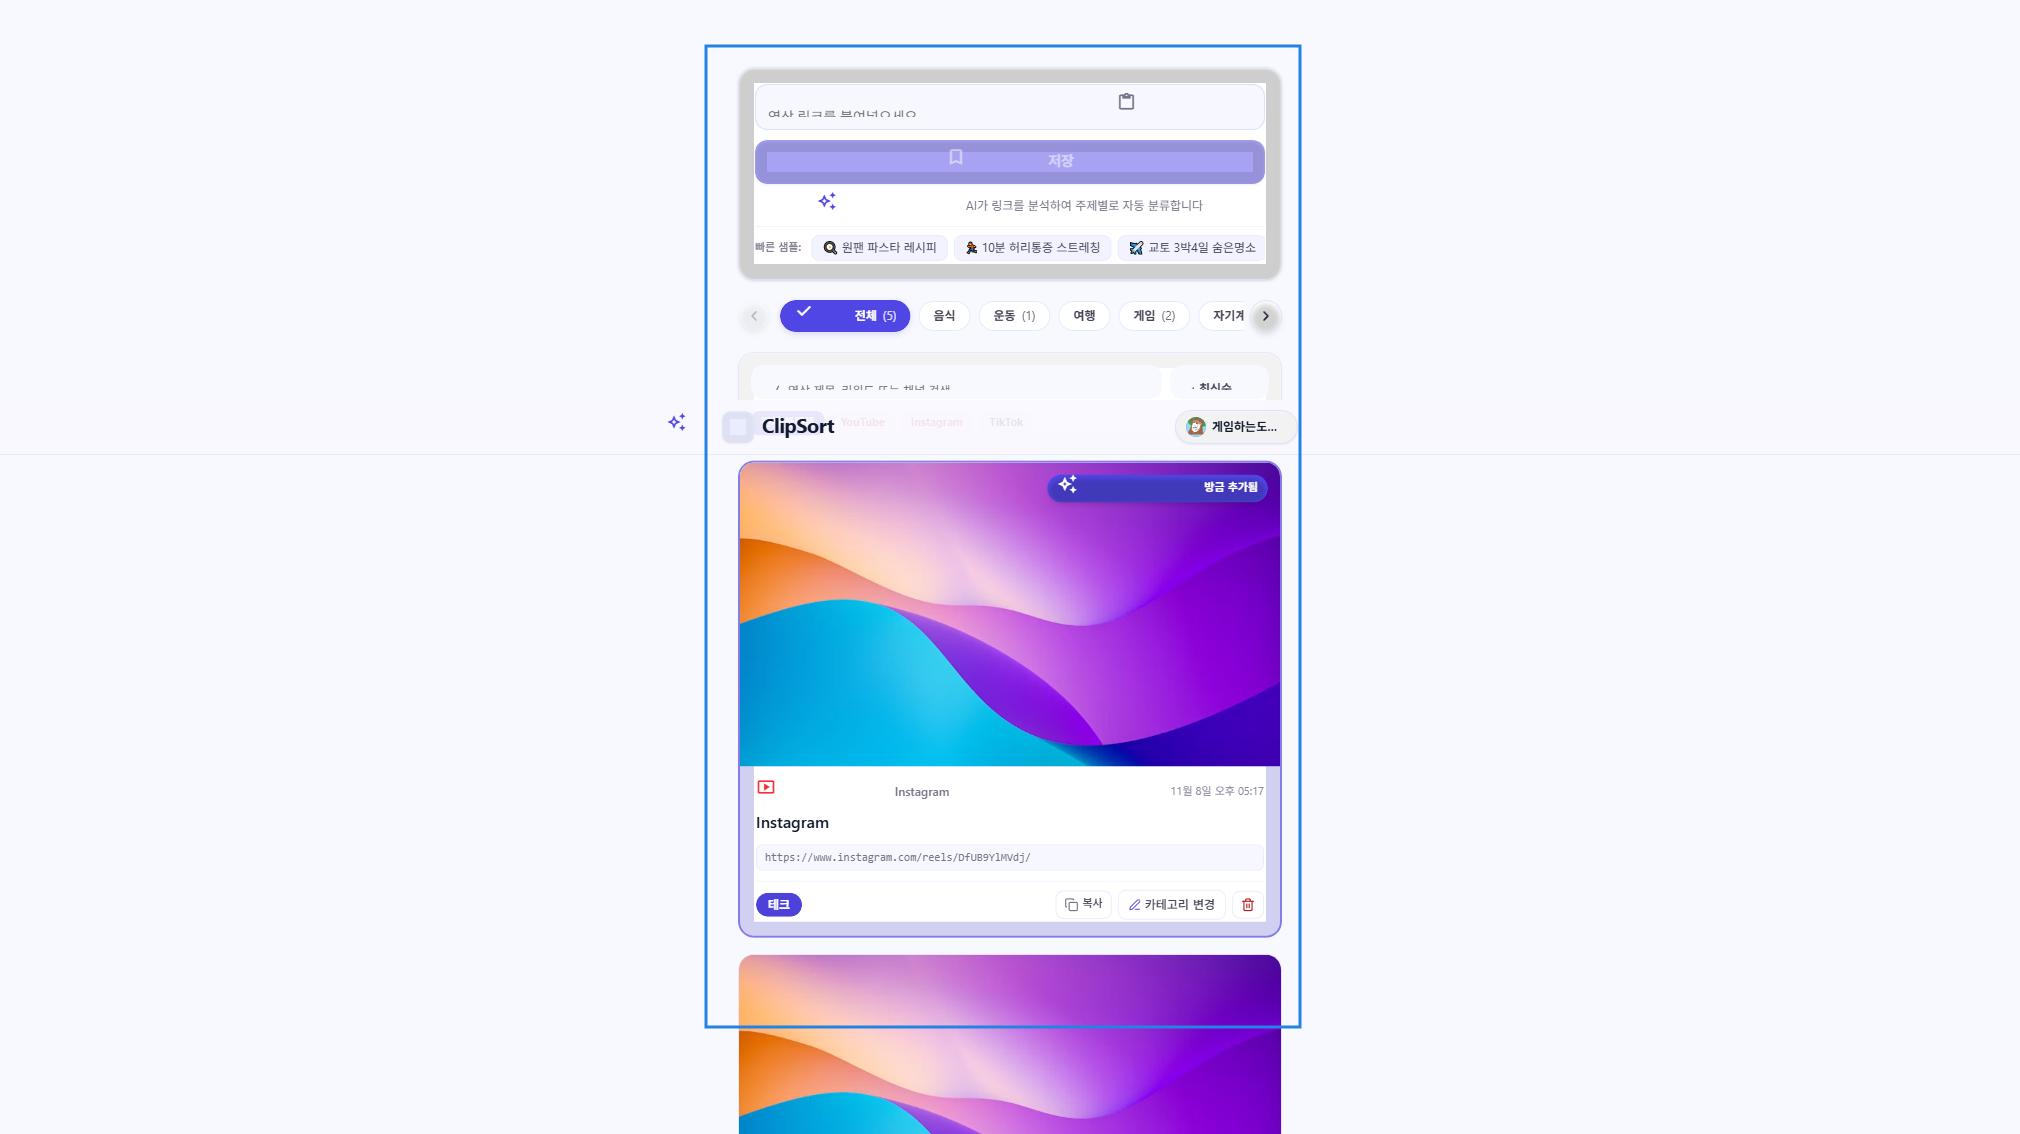 저장
AI가 링크를 분석하여 주제별로 자동 분류합니다
빠른 샘플: 원팬 파스타 레시피 10분 허리통증 스트레칭 교토 3박4일 숨은명소
전체 (5) 음식 운동 (1) 여행 게임 (2) 자기계
ClipSort YouTube Instagram TikTok 게임하는도...
방금 추가됨
Instagram 11월 8일 오후 05:17
Instagram
https://www.instagram.com/reels/DfUB9YlMVdj/
테크 복사 카테고리 변경